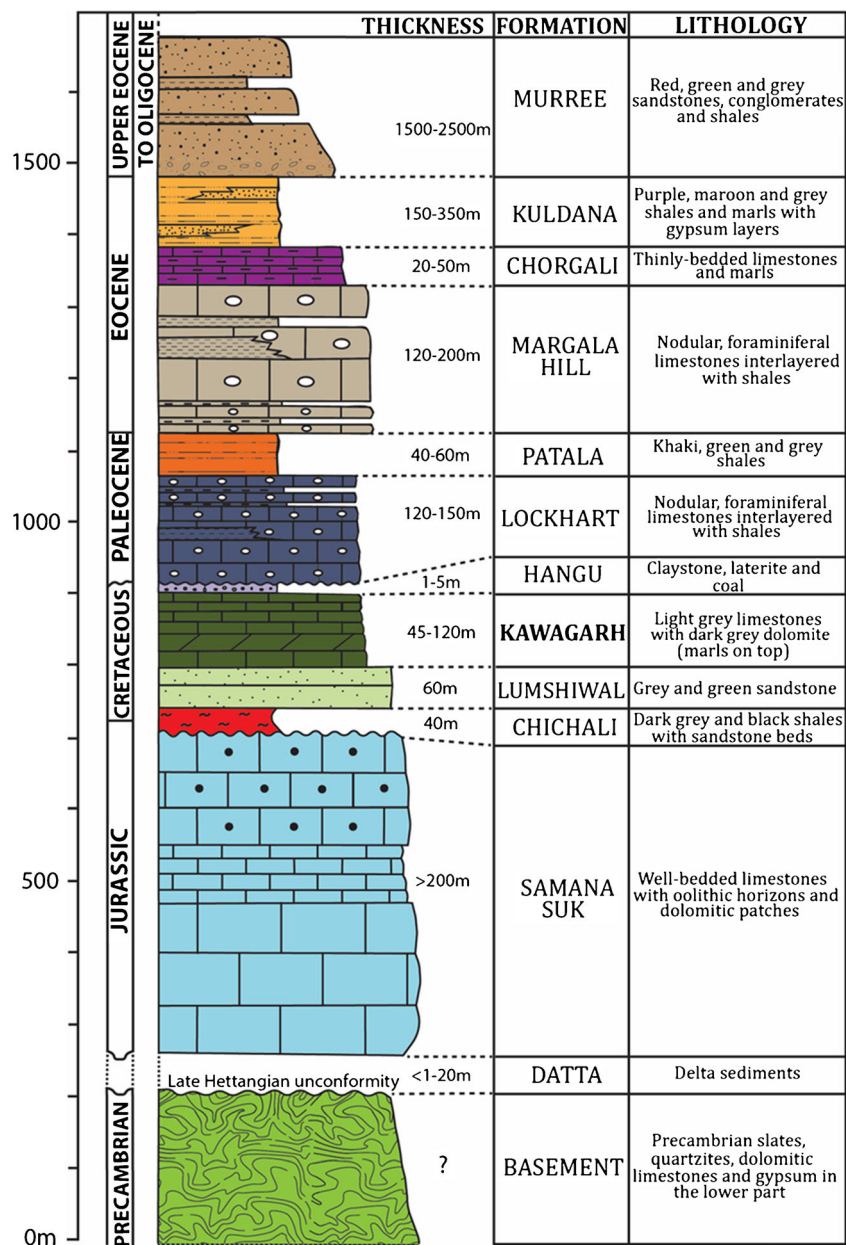 THICKNESS FORMATION LITHOLOGY
UPPER EOCENE
TO OLIGOCENE
1500-2500m
MURREE
Red, green and grey
sandstones, conglomerates
and shales
1500
EOCENE
150-350m
KULDANA
Purple, maroon and grey
shales and marls with
gypsum layers
20-50m
CHORGALI
Thinly-bedded limestones
and marls
120-200m
MARGALA
HILL
Nodular, foraminiferal
limestones interlayered
with shales
PALEOCENE
40-60m
PATALA
Khaki, green and grey
shales
1000
120-150m
LOCKHART
Nodular, foraminiferal
limestones interlayered
with shales
1-5m
HANGU
Claystone, laterite and
coal
CRETACEOUS
45-120m
KAWAGARH
Light grey limestones
with dark grey dolomite
(marls on top)
60m
LUMSHIWAL
Grey and green sandstone
40m
CHICHALI
Dark grey and black shales
with sandstone beds
JURASSIC
500
>200m
SAMANA
SUK
Well-bedded limestones
with oolithic horizons and
dolomitic patches
Late Hettangian unconformity
<1-20m
DATTA
Delta sediments
PRECAMBRIAN
?
BASEMENT
Precambrian slates,
quartzites, dolomitic
limestones and gypsum in
the lower part
0m